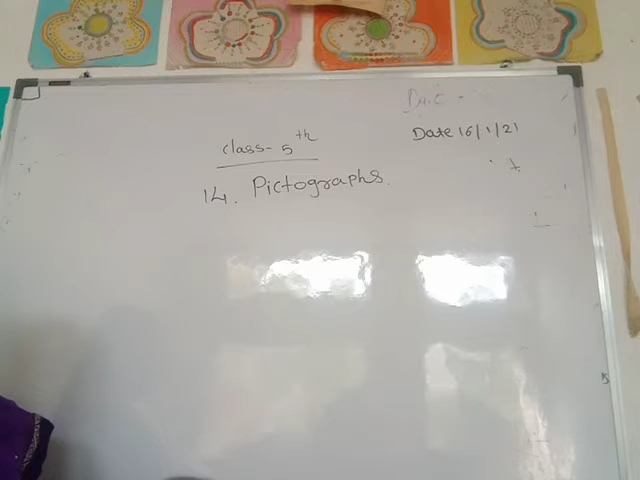 Date 16/1/21
class- 5th
14. Pictographs.